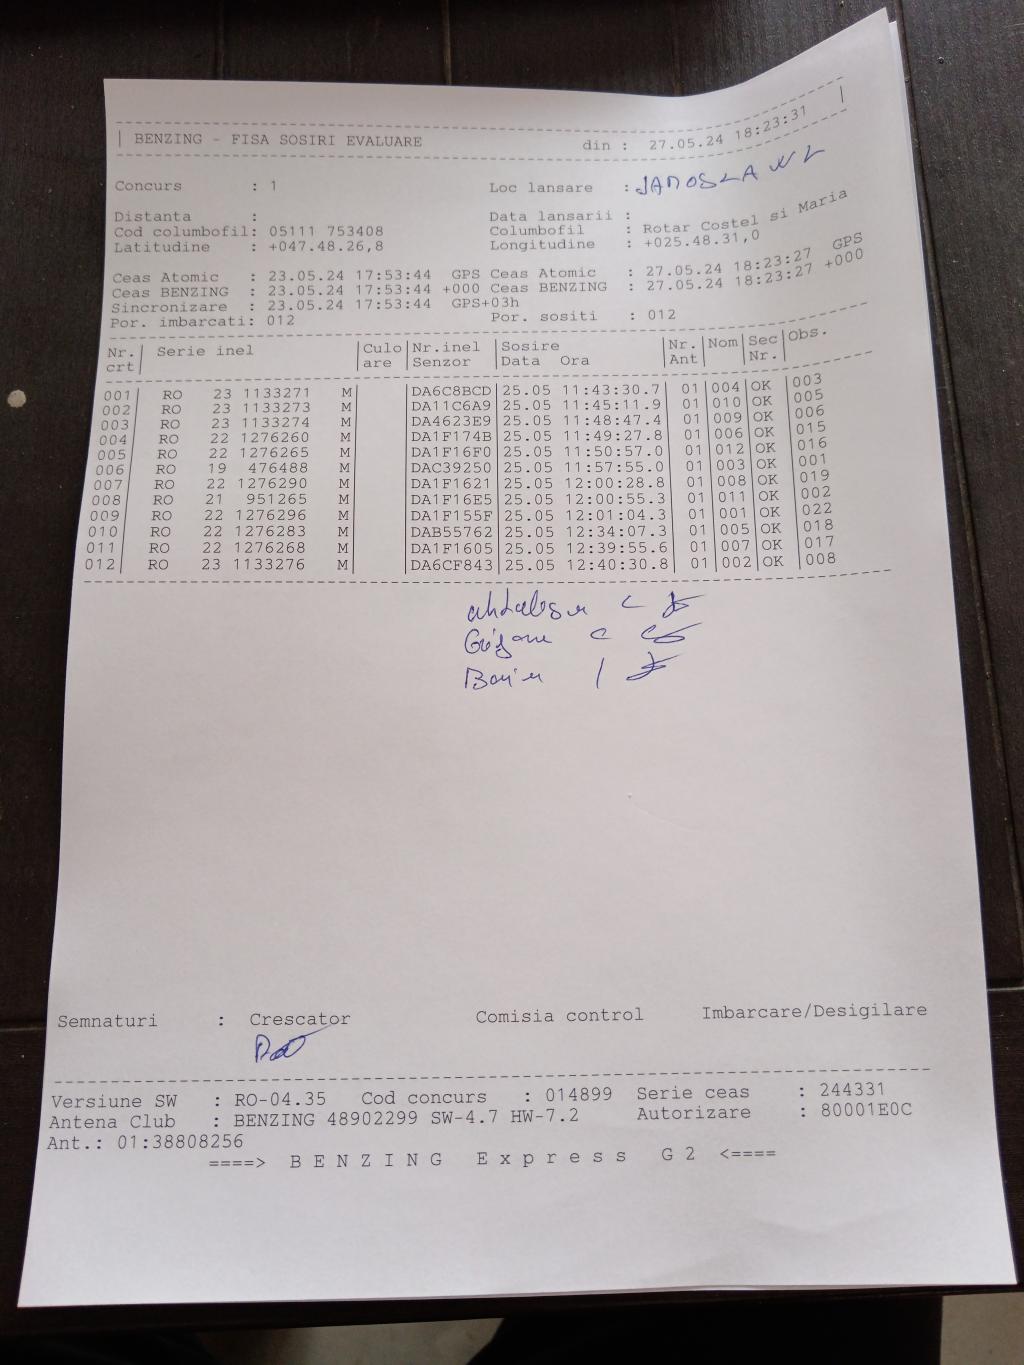 BENZING - FISA SOSIRI EVALUARE din : 27.05.24 18:23:31
Concurs : 1 Loc lansare : JAROSLAW L
Distanta : Data lansarii :
Cod columbofil: 05111 753408 Columbofil : Rotar Costel si Maria
Latitudine : +047.48.26,8 Longitudine : +025.48.31,0
Ceas Atomic : 23.05.24 17:53:44 GPS Ceas Atomic : 27.05.24 18:23:27 GPS
Ceas BENZING : 23.05.24 17:53:44 +000 Ceas BENZING : 27.05.24 18:23:27 +000
Sincronizare : 23.05.24 17:53:44 GPS+03h
Por. imbarcati: 012 Por. sositi : 012
Nr. | Serie inel |Culo|Nr.inel |Sosire |Nr. |Nom|Sec|Obs.
crt| |are |Senzor |Data Ora |Ant | |Nr.|
001| RO 23 1133271 M| |DA6C8BCD|25.05 11:43:30.7| 01|004|OK |003
002| RO 23 1133273 M| |DA11C6A9|25.05 11:45:11.9| 01|010|OK |005
003| RO 23 1133274 M| |DA4623E9|25.05 11:48:47.4| 01|009|OK |006
004| RO 22 1276260 M| |DA1F174B|25.05 11:49:27.8| 01|006|OK |015
005| RO 22 1276265 M| |DA1F16F0|25.05 11:50:57.0| 01|012|OK |016
006| RO 19 476488 M| |DAC39250|25.05 11:57:55.0| 01|003|OK |001
007| RO 22 1276290 M| |DA1F1621|25.05 12:00:28.8| 01|008|OK |019
008| RO 21 951265 M| |DA1F16E5|25.05 12:00:55.3| 01|011|OK |002
009| RO 22 1276296 M| |DA1F155F|25.05 12:01:04.3| 01|001|OK |022
010| RO 22 1276283 M| |DAB55762|25.05 12:34:07.3| 01|005|OK |018
011| RO 22 1276268 M| |DA1F1605|25.05 12:39:55.6| 01|007|OK |017
012| RO 23 1133276 M| |DA6CF843|25.05 12:40:30.8| 01|002|OK |008
Semnaturi : Crescator Comisia control Imbarcare/Desigilare
Versiune SW : RO-04.35 Cod concurs : 014899 Serie ceas : 244331
Antena Club : BENZING 48902299 SW-4.7 HW-7.2 Autorizare : 80001E0C
Ant.: 01:38808256
====> B E N Z I N G E x p r e s s G 2 <====